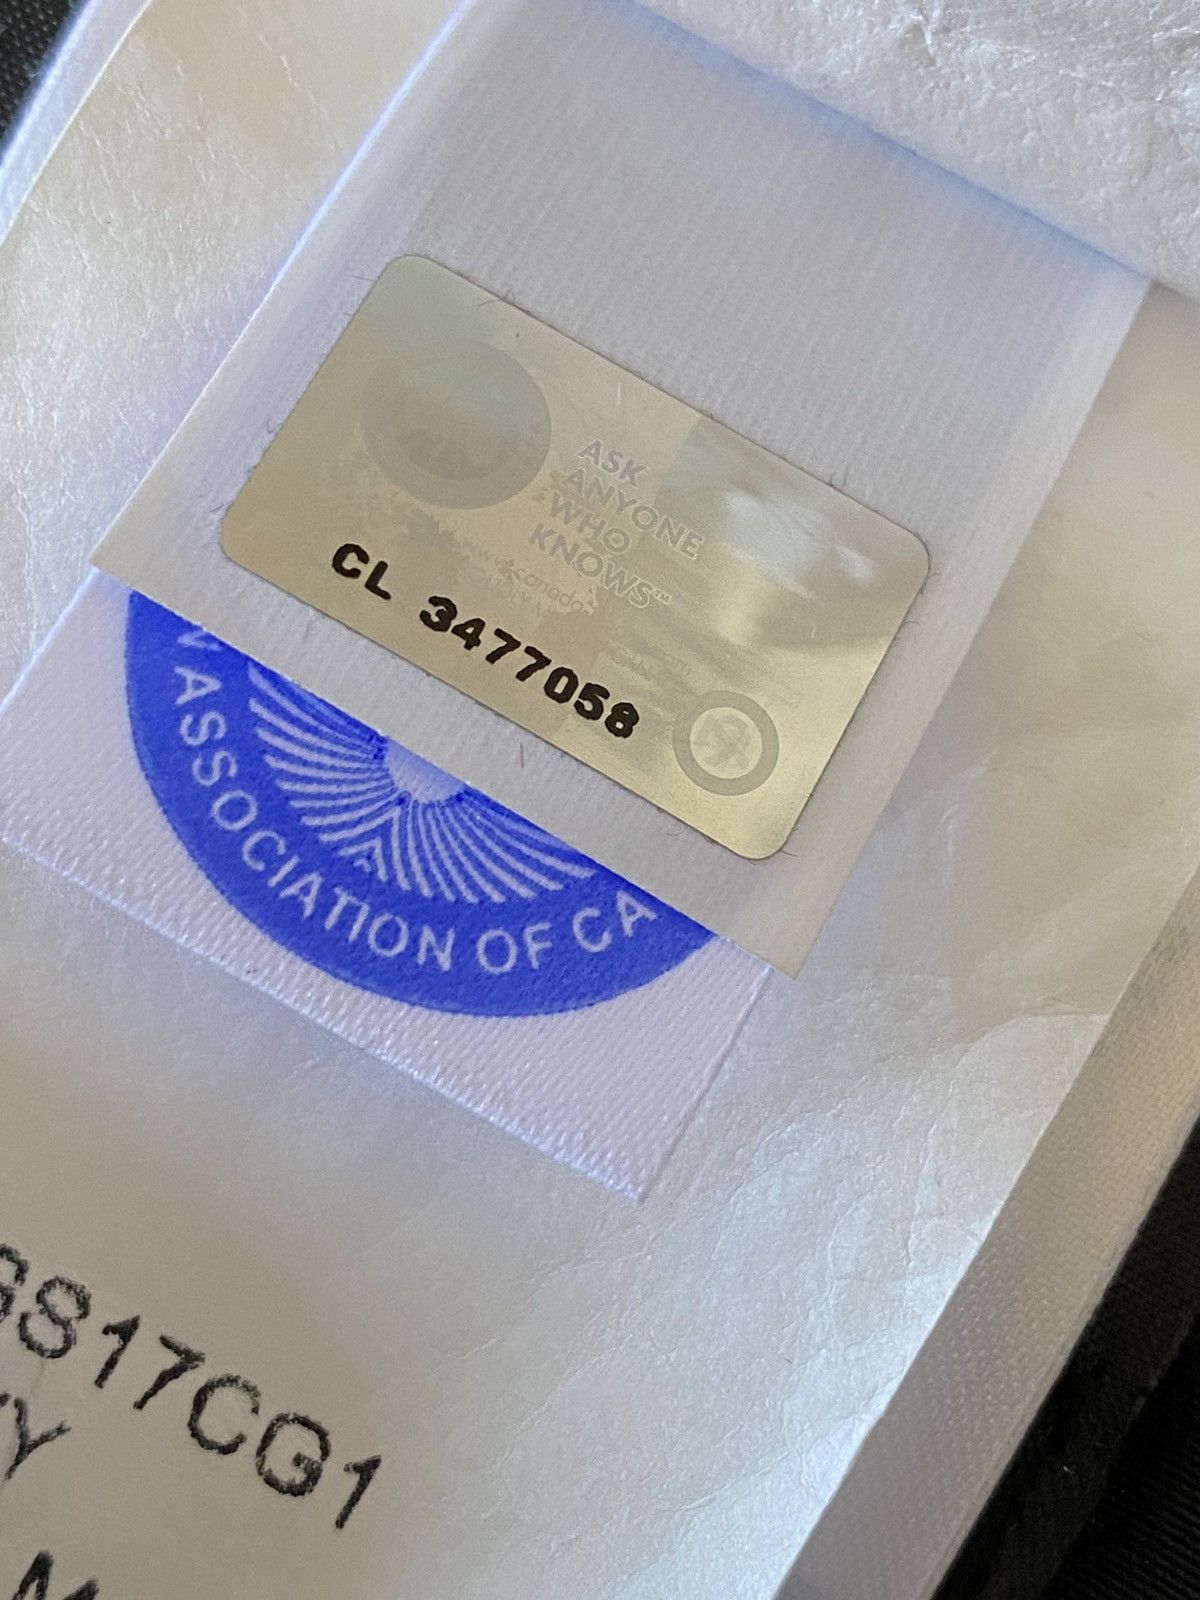 ASK
ANYONE
WHO
KNOWS™
CL 3477058
ASSOCIATION OF CA
S17CG1
Y
M